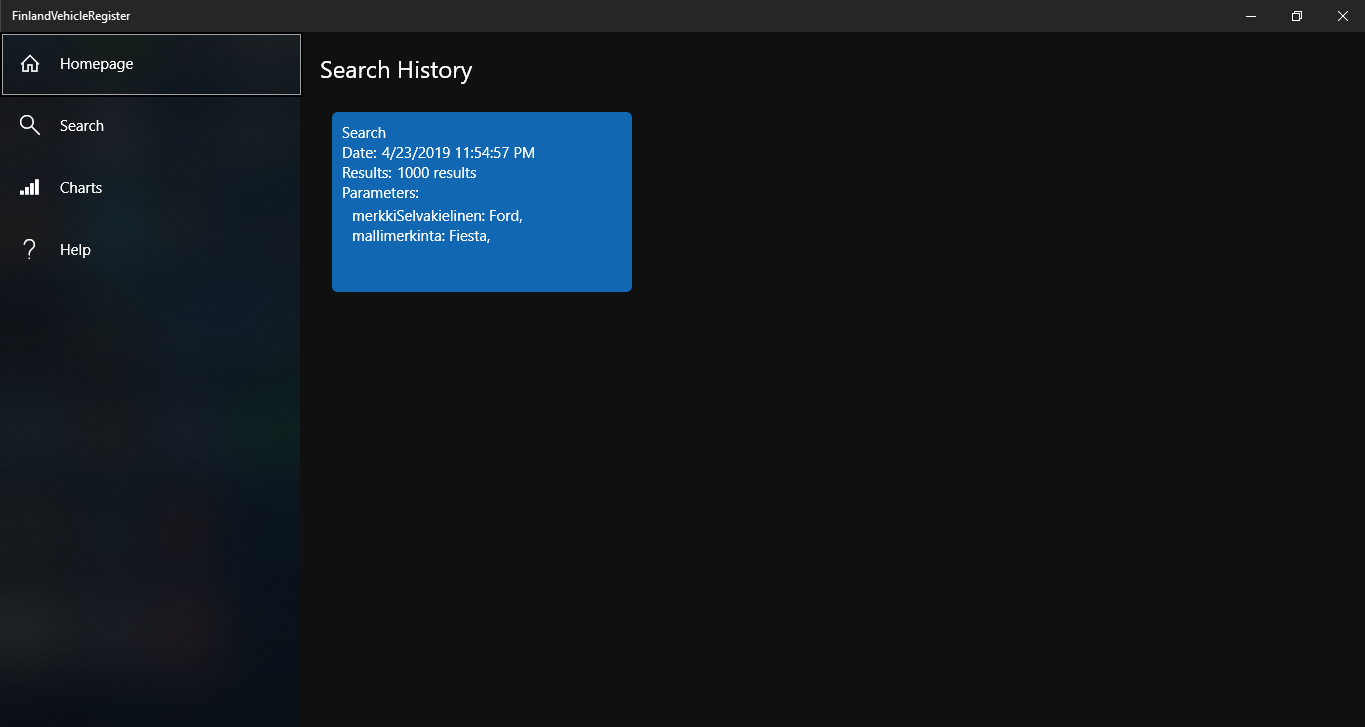 FinlandVehicleRegister
Homepage
Search
Charts
Help
Search History
Search
Date: 4/23/2019 11:54:57 PM
Results: 1000 results
Parameters:
merkkiSelvakielinen: Ford,
mallimerkinta: Fiesta,